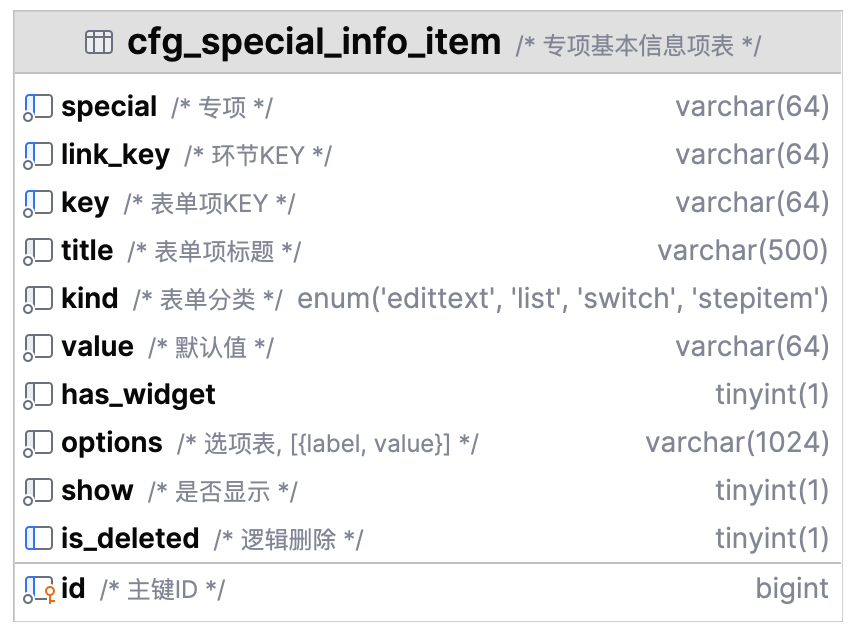 cfg_special_info_item /* 专项基本信息项表 */
special /* 专项 */ varchar(64)
link_key /* 环节KEY */ varchar(64)
key /* 表单项KEY */ varchar(64)
title /* 表单项标题 */ varchar(500)
kind /* 表单分类 */ enum('edittext', 'list', 'switch', 'stepitem')
value /* 默认值 */ varchar(64)
has_widget tinyint(1)
options /* 选项表, [{label, value}] */ varchar(1024)
show /* 是否显示 */ tinyint(1)
is_deleted /* 逻辑删除 */ tinyint(1)
id /* 主键ID */ bigint